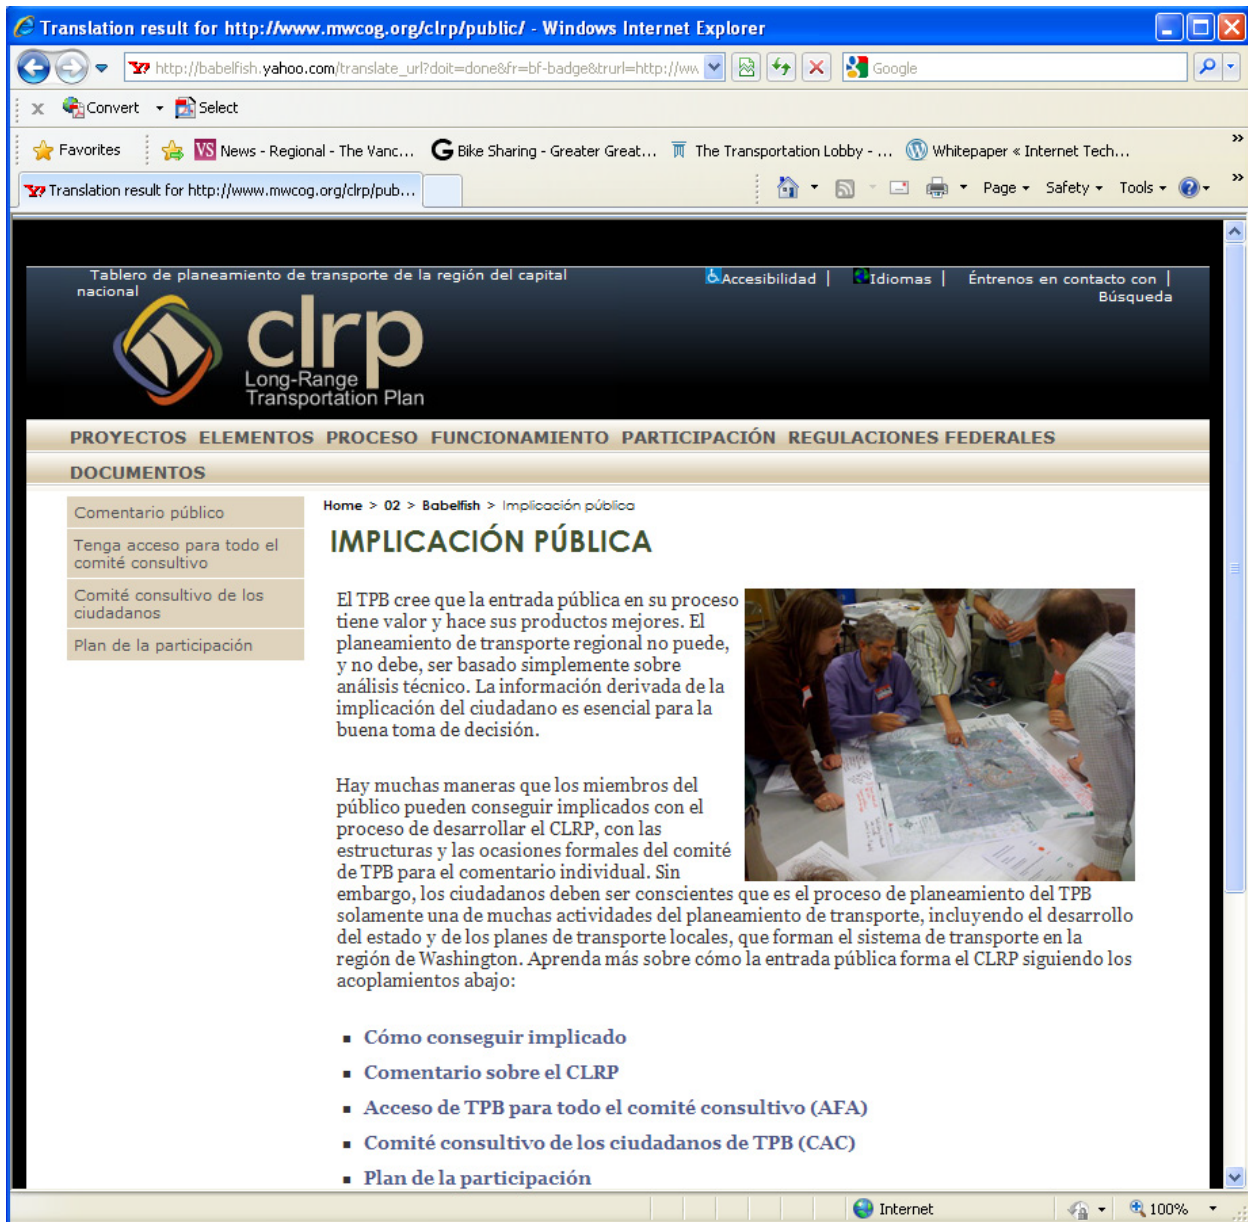 Translation result for http://www.mwcog.org/clrp/public/ - Windows Internet Explorer
http://babelfish.yahoo.com/translate_url?doit=done&fr=bf-badge&trurl=http://ww
Google
x Convert Select
Favorites VS News - Regional - The Vanc... G Bike Sharing - Greater Great... The Transportation Lobby - ... Whitepaper « Internet Tech... »
Translation result for http://www.mwcog.org/clrp/pub... Page Safety Tools »
Tablero de planeamiento de transporte de la región del capital
nacional
Accesibilidad | Idiomas | Éntrenos en contacto con |
Búsqueda
clrp
Long-Range
Transportation Plan
PROYECTOS ELEMENTOS PROCESO FUNCIONAMIENTO PARTICIPACIÓN REGULACIONES FEDERALES
DOCUMENTOS
Comentario público
Tenga acceso para todo el
comité consultivo
Comité consultivo de los
ciudadanos
Plan de la participación
Home > 02 > Babelfish > Implicación pública
IMPLICACIÓN PÚBLICA
El TPB cree que la entrada pública en su proceso
tiene valor y hace sus productos mejores. El
planeamiento de transporte regional no puede,
y no debe, ser basado simplemente sobre
análisis técnico. La información derivada de la
implicación del ciudadano es esencial para la
buena toma de decisión.
Hay muchas maneras que los miembros del
público pueden conseguir implicados con el
proceso de desarrollar el CLRP, con las
estructuras y las ocasiones formales del comité
de TPB para el comentario individual. Sin
embargo, los ciudadanos deben ser conscientes que es el proceso de planeamiento del TPB
solamente una de muchas actividades del planeamiento de transporte, incluyendo el desarrollo
del estado y de los planes de transporte locales, que forman el sistema de transporte en la
región de Washington. Aprenda más sobre cómo la entrada pública forma el CLRP siguiendo los
acoplamientos abajo:
▪ Cómo conseguir implicado
▪ Comentario sobre el CLRP
▪ Acceso de TPB para todo el comité consultivo (AFA)
▪ Comité consultivo de los ciudadanos de TPB (CAC)
▪ Plan de la participación
Internet 100%